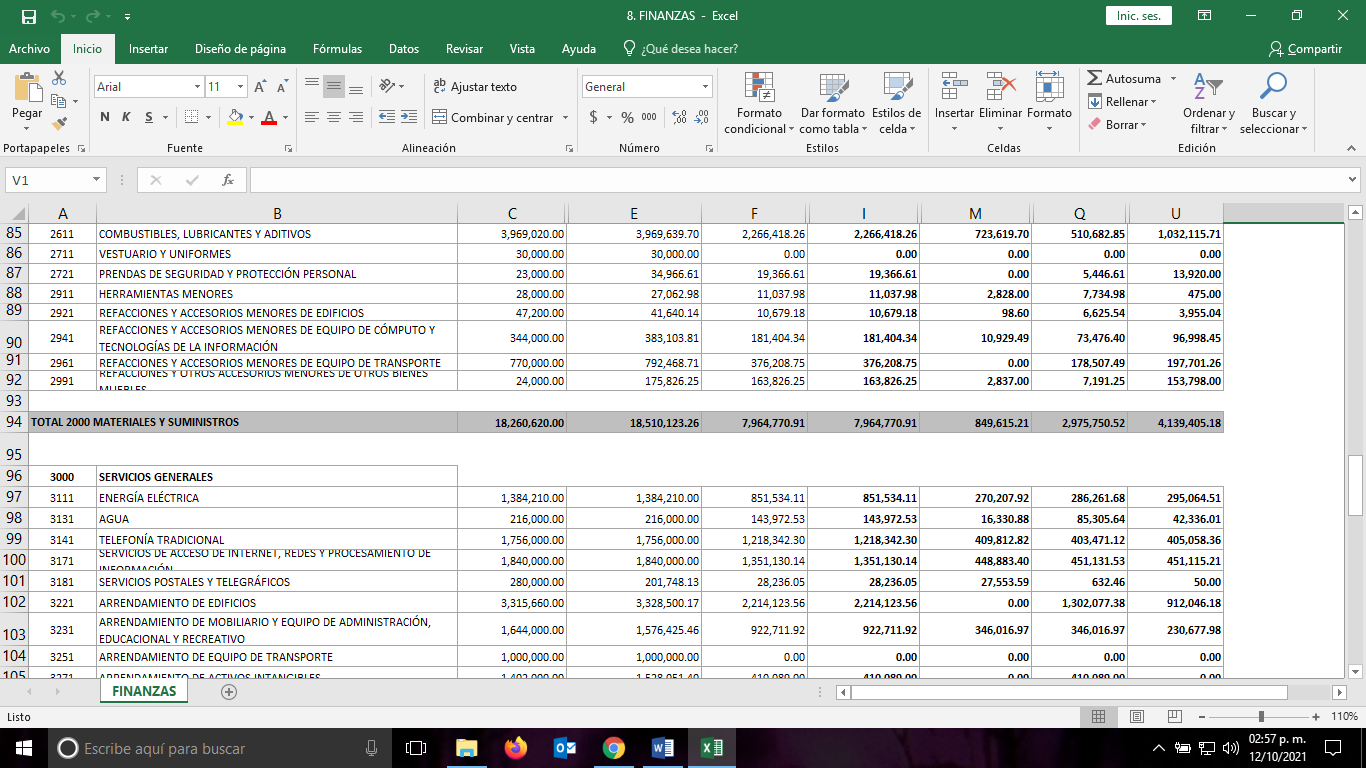 8. FINANZAS - Excel
Inic. ses.
Archivo Inicio Insertar Diseño de página Fórmulas Datos Revisar Vista Ayuda ¿Qué desea hacer? Compartir
Pegar
Arial 11
N K S
Ajustar texto
Combinar y centrar
General
$ % 000
Formato condicional
Dar formato como tabla
Estilos de celda
Insertar Eliminar Formato
Autosuma
Rellenar
Borrar
Ordenar y filtrar
Buscar y seleccionar
Portapapeles Fuente Alineación Número Estilos Celdas Edición
V1 fx
A B C E F I M Q U
85 2611 COMBUSTIBLES, LUBRICANTES Y ADITIVOS 3,969,020.00 3,969,639.70 2,266,418.26 2,266,418.26 723,619.70 510,682.85 1,032,115.71
86 2711 VESTUARIO Y UNIFORMES 30,000.00 30,000.00 0.00 0.00 0.00 0.00 0.00
87 2721 PRENDAS DE SEGURIDAD Y PROTECCIÓN PERSONAL 23,000.00 34,966.61 19,366.61 19,366.61 0.00 5,446.61 13,920.00
88 2911 HERRAMIENTAS MENORES 28,000.00 27,062.98 11,037.98 11,037.98 2,828.00 7,734.98 475.00
89 2921 REFACCIONES Y ACCESORIOS MENORES DE EDIFICIOS 47,200.00 41,640.14 10,679.18 10,679.18 98.60 6,625.54 3,955.04
90 2941 REFACCIONES Y ACCESORIOS MENORES DE EQUIPO DE CÓMPUTO Y
TECNOLOGÍAS DE LA INFORMACIÓN 344,000.00 383,103.81 181,404.34 181,404.34 10,929.49 73,476.40 96,998.45
91 2961 REFACCIONES Y ACCESORIOS MENORES DE EQUIPO DE TRANSPORTE 770,000.00 792,468.71 376,208.75 376,208.75 0.00 178,507.49 197,701.26
92 2991 REFACCIONES Y OTROS ACCESORIOS MENORES DE OTROS BIENES
MUEBLES 24,000.00 175,826.25 163,826.25 163,826.25 2,837.00 7,191.25 153,798.00
93
94 TOTAL 2000 MATERIALES Y SUMINISTROS 18,260,620.00 18,510,123.26 7,964,770.91 7,964,770.91 849,615.21 2,975,750.52 4,139,405.18
95
96 3000 SERVICIOS GENERALES
97 3111 ENERGÍA ELÉCTRICA 1,384,210.00 1,384,210.00 851,534.11 851,534.11 270,207.92 286,261.68 295,064.51
98 3131 AGUA 216,000.00 216,000.00 143,972.53 143,972.53 16,330.88 85,305.64 42,336.01
99 3141 TELEFONÍA TRADICIONAL 1,756,000.00 1,756,000.00 1,218,342.30 1,218,342.30 409,812.82 403,471.12 405,058.36
100 3171 SERVICIOS DE ACCESO DE INTERNET, REDES Y PROCESAMIENTO DE
INFORMACIÓN 1,840,000.00 1,840,000.00 1,351,130.14 1,351,130.14 448,883.40 451,131.53 451,115.21
101 3181 SERVICIOS POSTALES Y TELEGRÁFICOS 280,000.00 201,748.13 28,236.05 28,236.05 27,553.59 632.46 50.00
102 3221 ARRENDAMIENTO DE EDIFICIOS 3,315,660.00 3,328,500.17 2,214,123.56 2,214,123.56 0.00 1,302,077.38 912,046.18
103 3231 ARRENDAMIENTO DE MOBILIARIO Y EQUIPO DE ADMINISTRACIÓN,
EDUCACIONAL Y RECREATIVO 1,644,000.00 1,576,425.46 922,711.92 922,711.92 346,016.97 346,016.97 230,677.98
104 3251 ARRENDAMIENTO DE EQUIPO DE TRANSPORTE 1,000,000.00 1,000,000.00 0.00 0.00 0.00 0.00 0.00
105 3271 ARRENDAMIENTO DE ACTIVOS INTANGIBLES 0.00 0.00
FINANZAS
Listo 110%
Escribe aquí para buscar
02:57 p. m.
12/10/2021